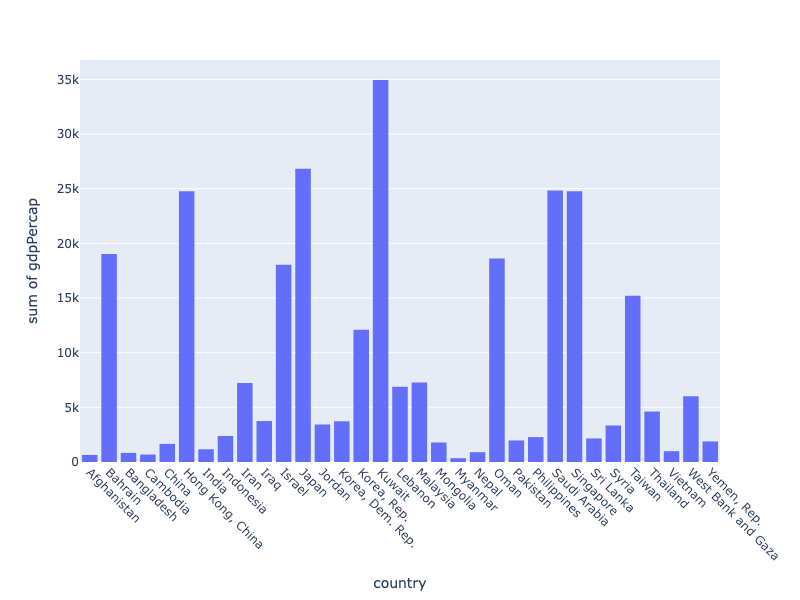 35k
30k
25k
20k
15k
10k
5k
0
sum of gdpPercap
Afghanistan
Bahrain
Bangladesh
Cambodia
China
Hong Kong, China
India
Indonesia
Iran
Iraq
Israel
Japan
Jordan
Korea, Dem. Rep.
Korea, Rep.
Kuwait
Lebanon
Malaysia
Mongolia
Myanmar
Nepal
Oman
Pakistan
Philippines
Saudi Arabia
Singapore
Sri Lanka
Syria
Taiwan
Thailand
Vietnam
West Bank and Gaza
Yemen, Rep.
country